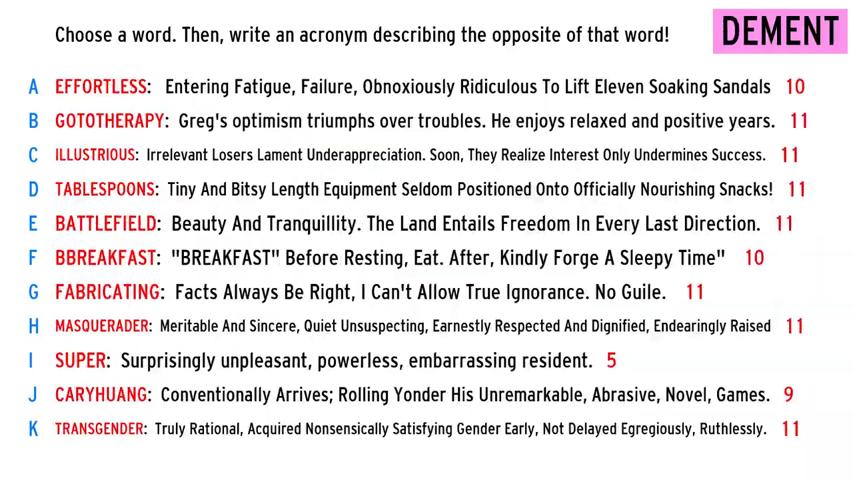 Choose a word. Then, write an acronym describing the opposite of that word!
DEMENT
A EFFORTLESS: Entering Fatigue, Failure, Obnoxiously Ridiculous To Lift Eleven Soaking Sandals 10
B GOTOTHERAPY: Greg's optimism triumphs over troubles. He enjoys relaxed and positive years. 11
C ILLUSTRIOUS: Irrelevant Losers Lament Underappreciation. Soon, They Realize Interest Only Undermines Success. 11
D TABLESPOONS: Tiny And Bitsy Length Equipment Seldom Positioned Onto Officially Nourishing Snacks! 11
E BATTLEFIELD: Beauty And Tranquillity. The Land Entails Freedom In Every Last Direction. 11
F BBREAKFAST: "BREAKFAST" Before Resting, Eat. After, Kindly Forge A Sleepy Time" 10
G FABRICATING: Facts Always Be Right, I Can't Allow True Ignorance. No Guile. 11
H MASQUERADER: Meritable And Sincere, Quiet Unsuspecting, Earnestly Respected And Dignified, Endearingly Raised 11
I SUPER: Surprisingly unpleasant, powerless, embarrassing resident. 5
J CARYHUANG: Conventionally Arrives; Rolling Yonder His Unremarkable, Abrasive, Novel, Games. 9
K TRANSGENDER: Truly Rational, Acquired Nonsensically Satisfying Gender Early, Not Delayed Egregiously, Ruthlessly. 11